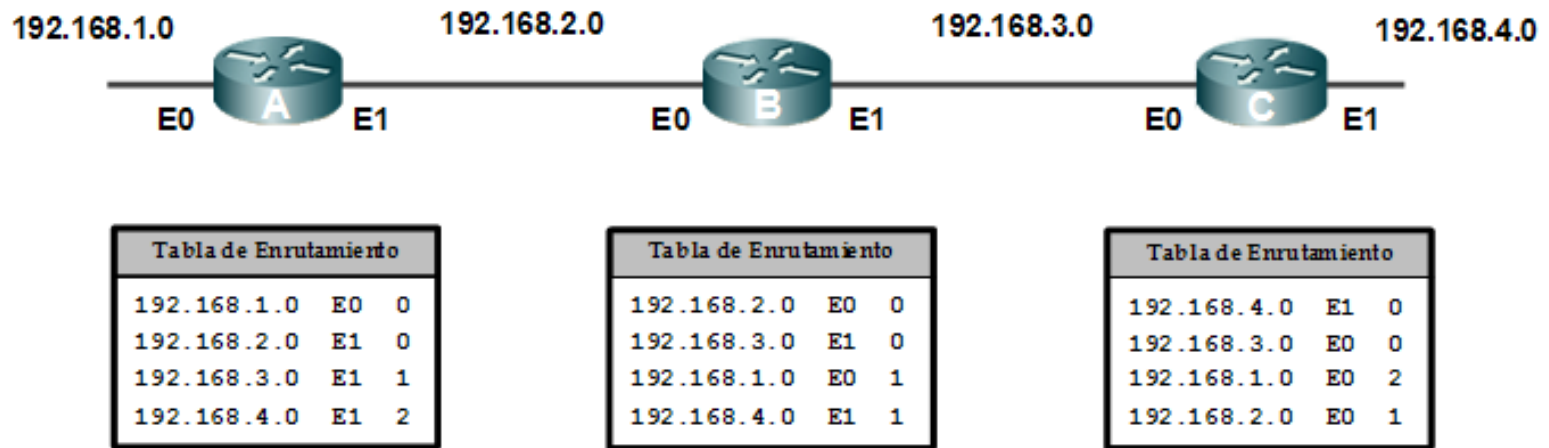 192.168.1.0
192.168.2.0
192.168.3.0
192.168.4.0
E0 A E1
E0 B E1
E0 C E1
Tabla de Enrutamiento
192.168.1.0 E0 0
192.168.2.0 E1 0
192.168.3.0 E1 1
192.168.4.0 E1 2
Tabla de Enrutamiento
192.168.2.0 E0 0
192.168.3.0 E1 0
192.168.1.0 E0 1
192.168.4.0 E1 1
Tabla de Enrutamiento
192.168.4.0 E1 0
192.168.3.0 E0 0
192.168.1.0 E0 2
192.168.2.0 E0 1